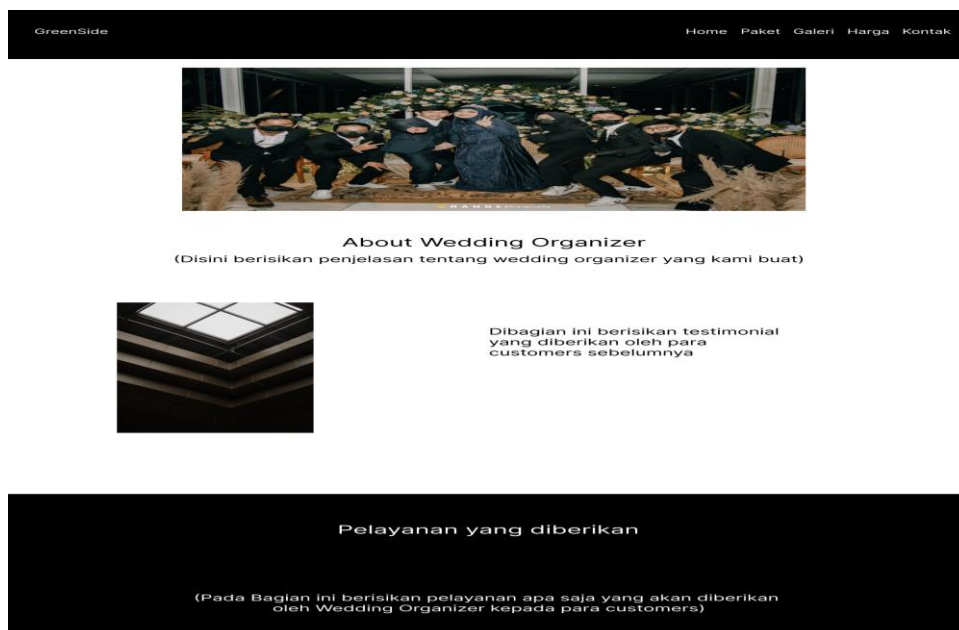 GreenSide
Home Paket Galeri Harga Kontak
About Wedding Organizer
(Disini berisikan penjelasan tentang wedding organizer yang kami buat)
Dibagian ini berisikan testimonial
yang diberikan oleh para
customers sebelumnya
Pelayanan yang diberikan
(Pada Bagian ini berisikan pelayanan apa saja yang akan diberikan
oleh Wedding Organizer kepada para customers)